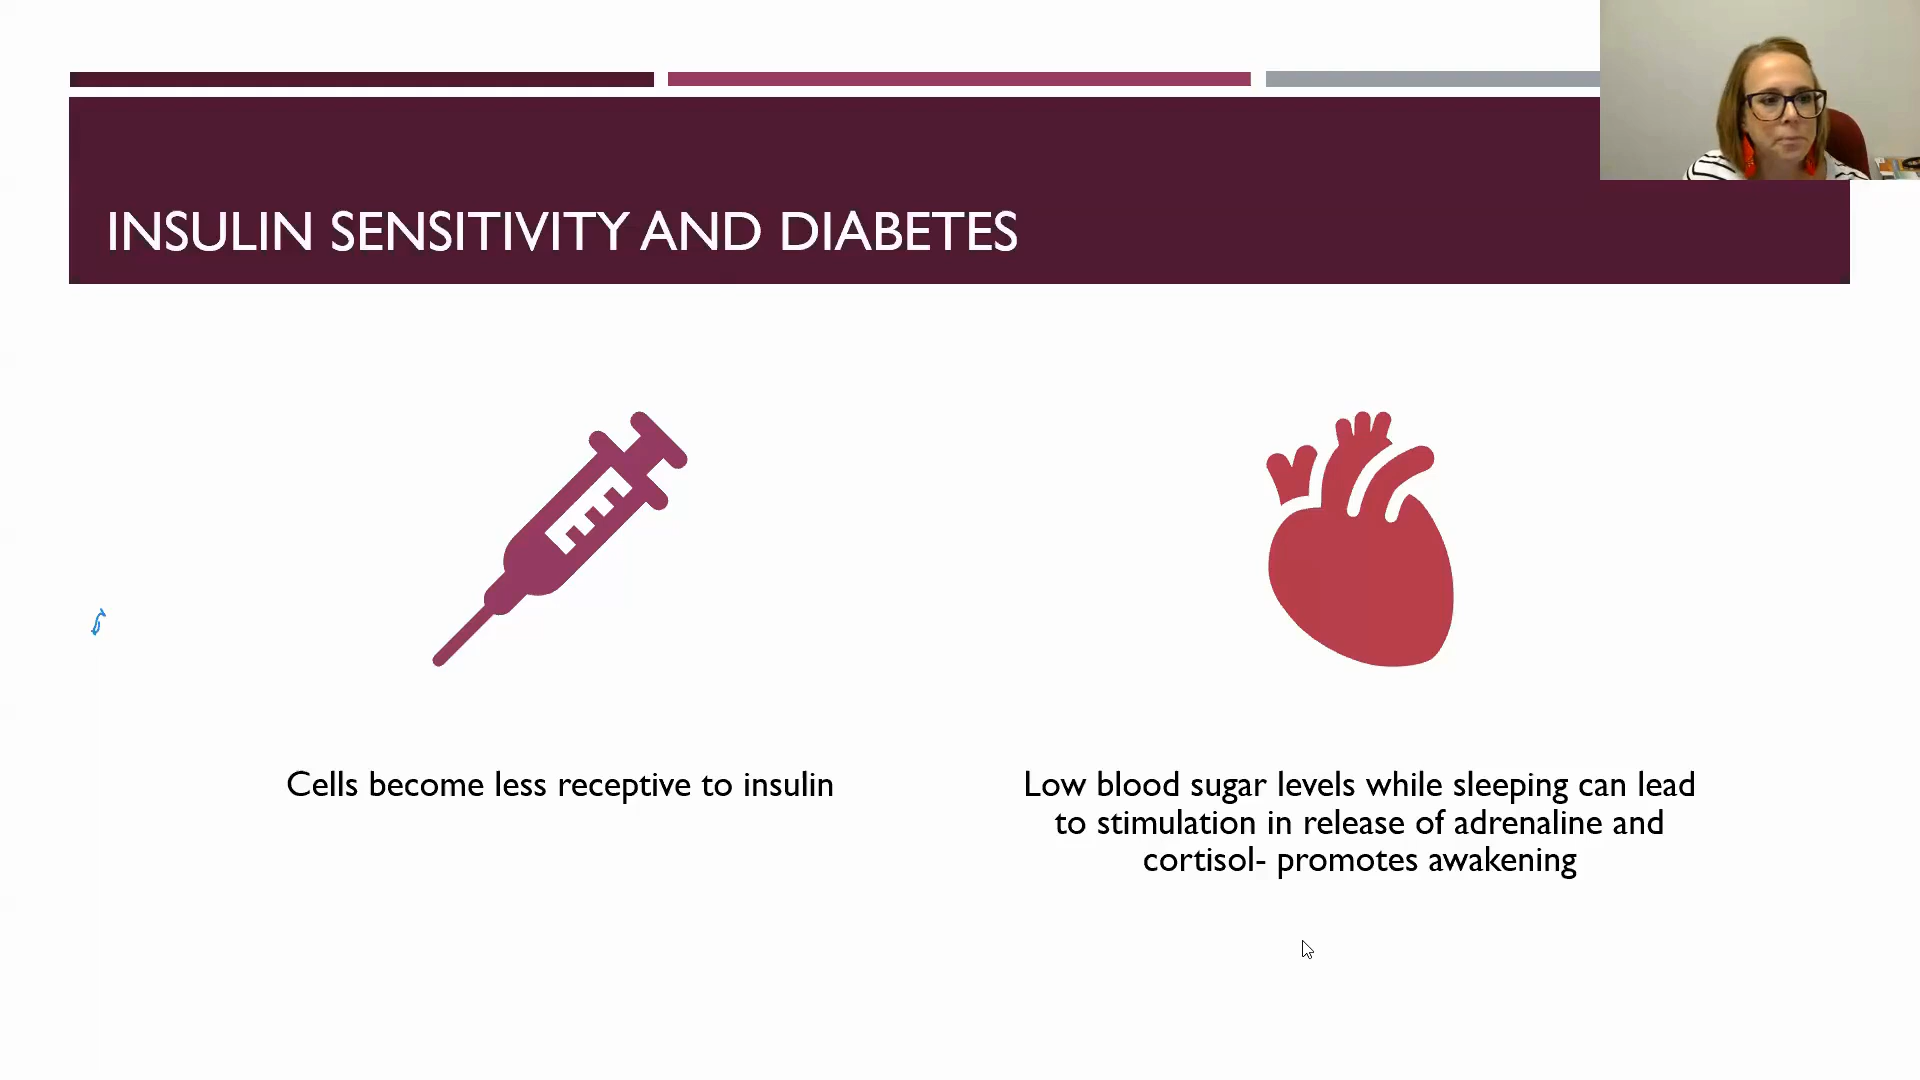 INSULIN SENSITIVITY AND DIABETES
Cells become less receptive to insulin
Low blood sugar levels while sleeping can lead
to stimulation in release of adrenaline and
cortisol- promotes awakening